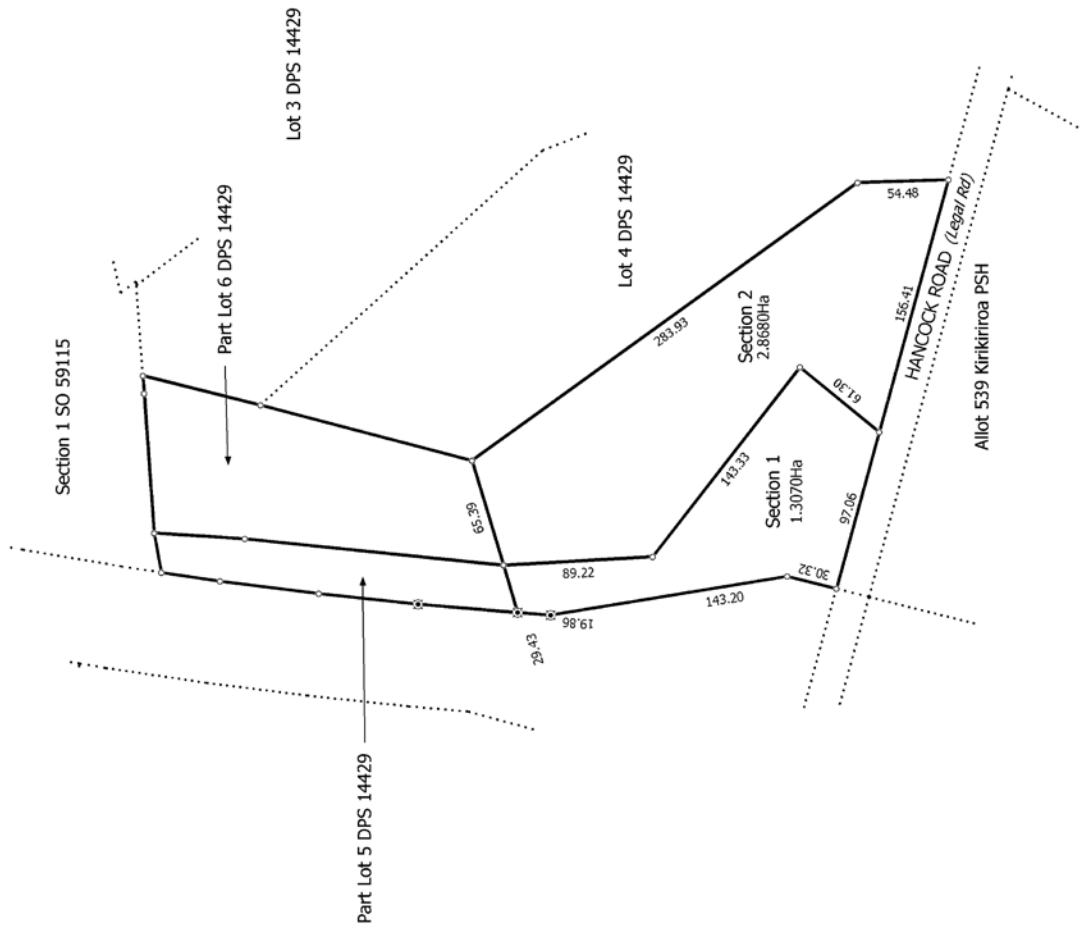 Lot 3 DPS 14429
Section 1 SO 59115
Part Lot 6 DPS 14429
Lot 4 DPS 14429
54.48
283.93
Section 2
2.8680Ha
156.41
HANCOCK ROAD (Legal Rd)
Allot 539 Kirikiriroa PSH
61.30
143.33
65.39
Section 1
1.3070Ha
97.06
89.22
30.32
143.20
19.86
29.43
Part Lot 5 DPS 14429